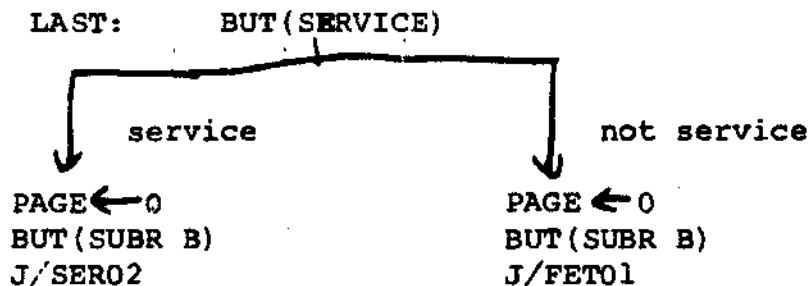 LAST: BUT(SERVICE)
service not service
PAGE←0 PAGE←0
BUT(SUBR B) BUT(SUBR B)
J/SER02 J/FET01